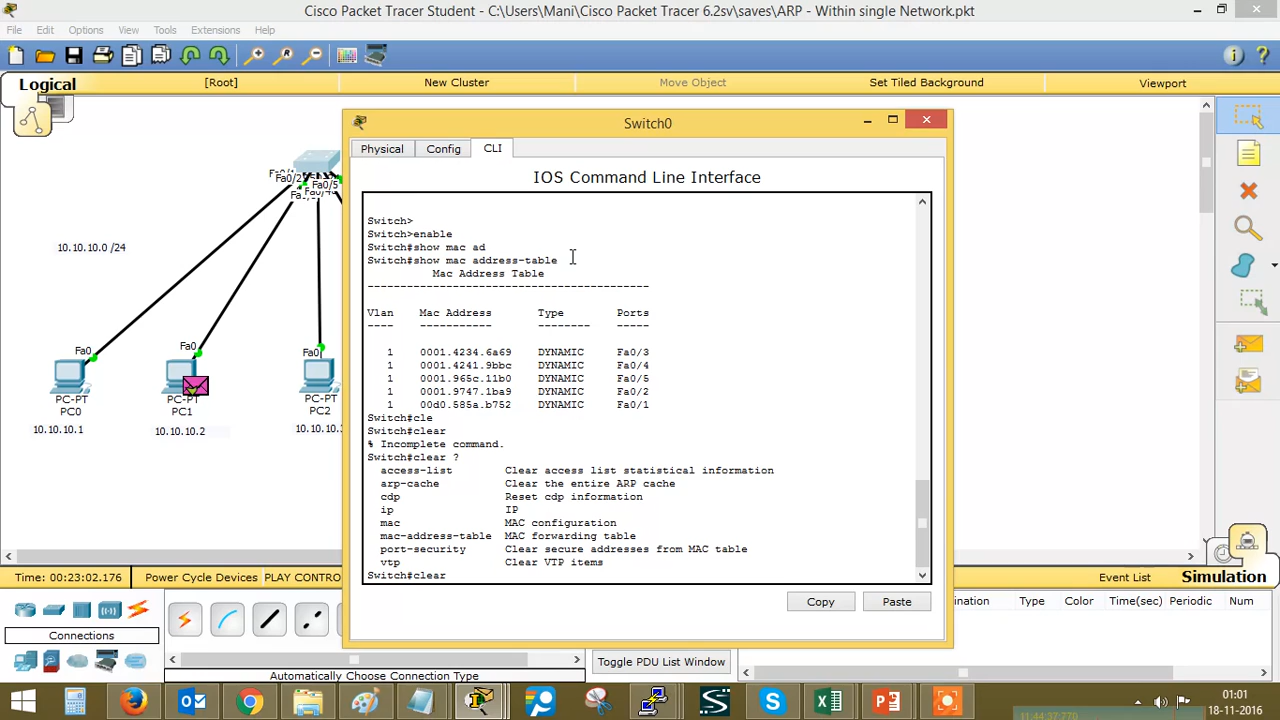 Cisco Packet Tracer Student - C:\Users\Mani\Cisco Packet Tracer 6.2sv\saves\ARP - Within single Network.pkt
File Edit Options View Tools Extensions Help
Logical [Root] New Cluster Move Object Set Tiled Background Viewport
Switch0
Physical Config CLI
IOS Command Line Interface
Switch>
Switch>enable
Switch#show mac ad
Switch#show mac address-table
Mac Address Table
-------------------------------------------
Vlan Mac Address Type Ports
---- ----------- -------- -----
1 0001.4234.6a69 DYNAMIC Fa0/3
1 0001.4241.9bbc DYNAMIC Fa0/4
1 0001.965c.11b0 DYNAMIC Fa0/5
1 0001.9747.1ba9 DYNAMIC Fa0/2
1 00d0.585a.b752 DYNAMIC Fa0/1
Switch#cle
Switch#clear
% Incomplete command.
Switch#clear ?
access-list Clear access list statistical information
arp-cache Clear the entire ARP cache
cdp Reset cdp information
ip IP
mac MAC configuration
mac-address-table MAC forwarding table
port-security Clear secure addresses from MAC table
vtp Clear VTP items
Switch#clear
Copy Paste
Fa0/5
10.10.10.0 /24
Fa0 Fa0 Fa0
PC-PT PC-PT PC-PT
PC0 PC1 PC2
10.10.10.1 10.10.10.2
Time: 00:23:02.176 Power Cycle Devices PLAY CONTRO Event List Simulation
Type Color Time(sec) Periodic Num
Connections
Toggle PDU List Window
Automatically Choose Connection Type
01:01
18-11-2016
11:44:37:770